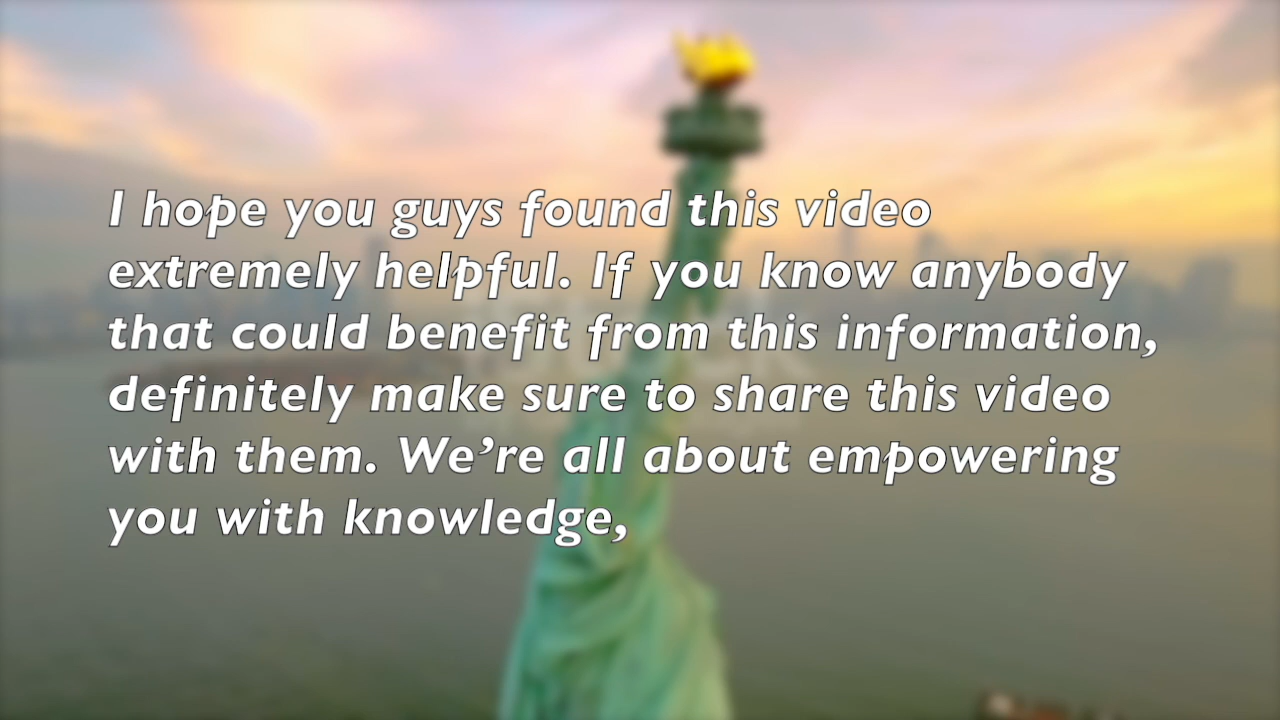 I hope you guys found this video
extremely helpful. If you know anybody
that could benefit from this information,
definitely make sure to share this video
with them. We’re all about empowering
you with knowledge,